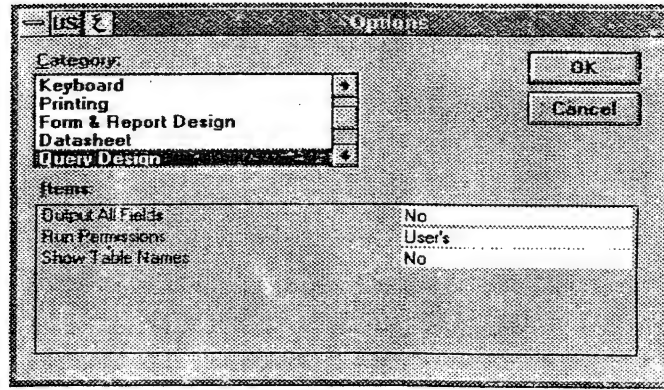 US ع Options
Category:
OK
Keyboard
Printing
Cancel
Form & Report Design
Datasheet
Query Design
Items:
Output All Fields No
Run Permissions User's
Show Table Names No